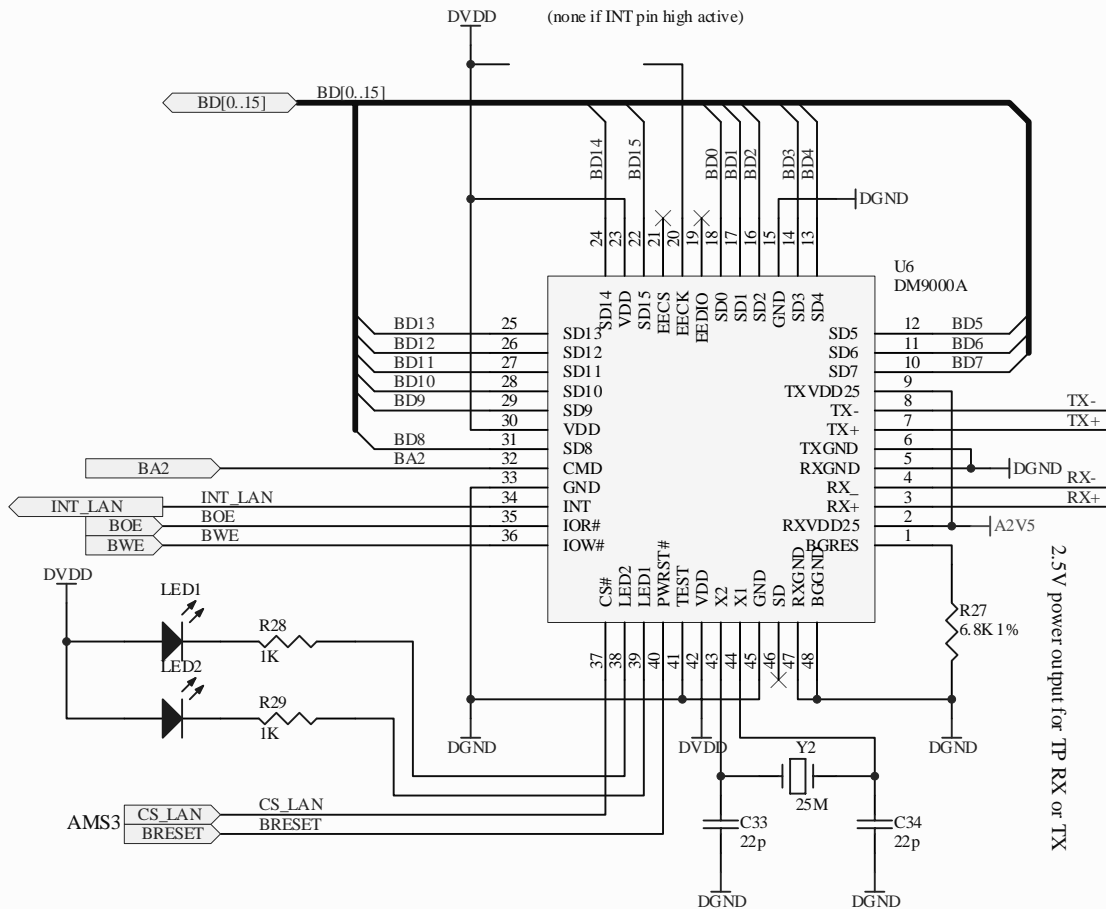 DVDD
(none if INT pin high active)
BD[0..15]
BD[0..15]
BD14
BD15
BD0
BD1
BD2
BD3
BD4
DGND
24
23
22
21
20
19
18
17
16
15
14
13
U6
DM9000A
SD14
VDD
SD15
EECS
EECK
EEDIO
SD0
SD1
SD2
GND
SD3
SD4
BD13 25 SD13
BD12 26 SD12
BD11 27 SD11
BD10 28 SD10
BD9 29 SD9
30 VDD
BD8 31 SD8
BA2 BA2 32 CMD
33 GND
INT_LAN INT_LAN 34 INT
BOE BOE 35 IOR#
BWE BWE 36 IOW#
SD5 12 BD5
SD6 11 BD6
SD7 10 BD7
TXVDD25 9
TX- 8 TX-
TX+ 7 TX+
TXGND 6
RXGND 5 DGND
RX_ 4 RX-
RX+ 3 RX+
RXVDD25 2 A2V5
BGRES 1
CS#
LED2
LED1
PWRST#
TEST
VDD
X2
X1
GND
SD
RXGND
BGGND
37
38
39
40
41
42
43
44
45
46
47
48
DVDD
LED1
R28
1K
LED2
R29
1K
R27
6.8K 1%
DGND
DVDD
DGND
Y2
25M
AMS3
CS_LAN CS_LAN
BRESET BRESET
C33
22p
C34
22p
DGND
DGND
2.5V power output for TP RX or TX